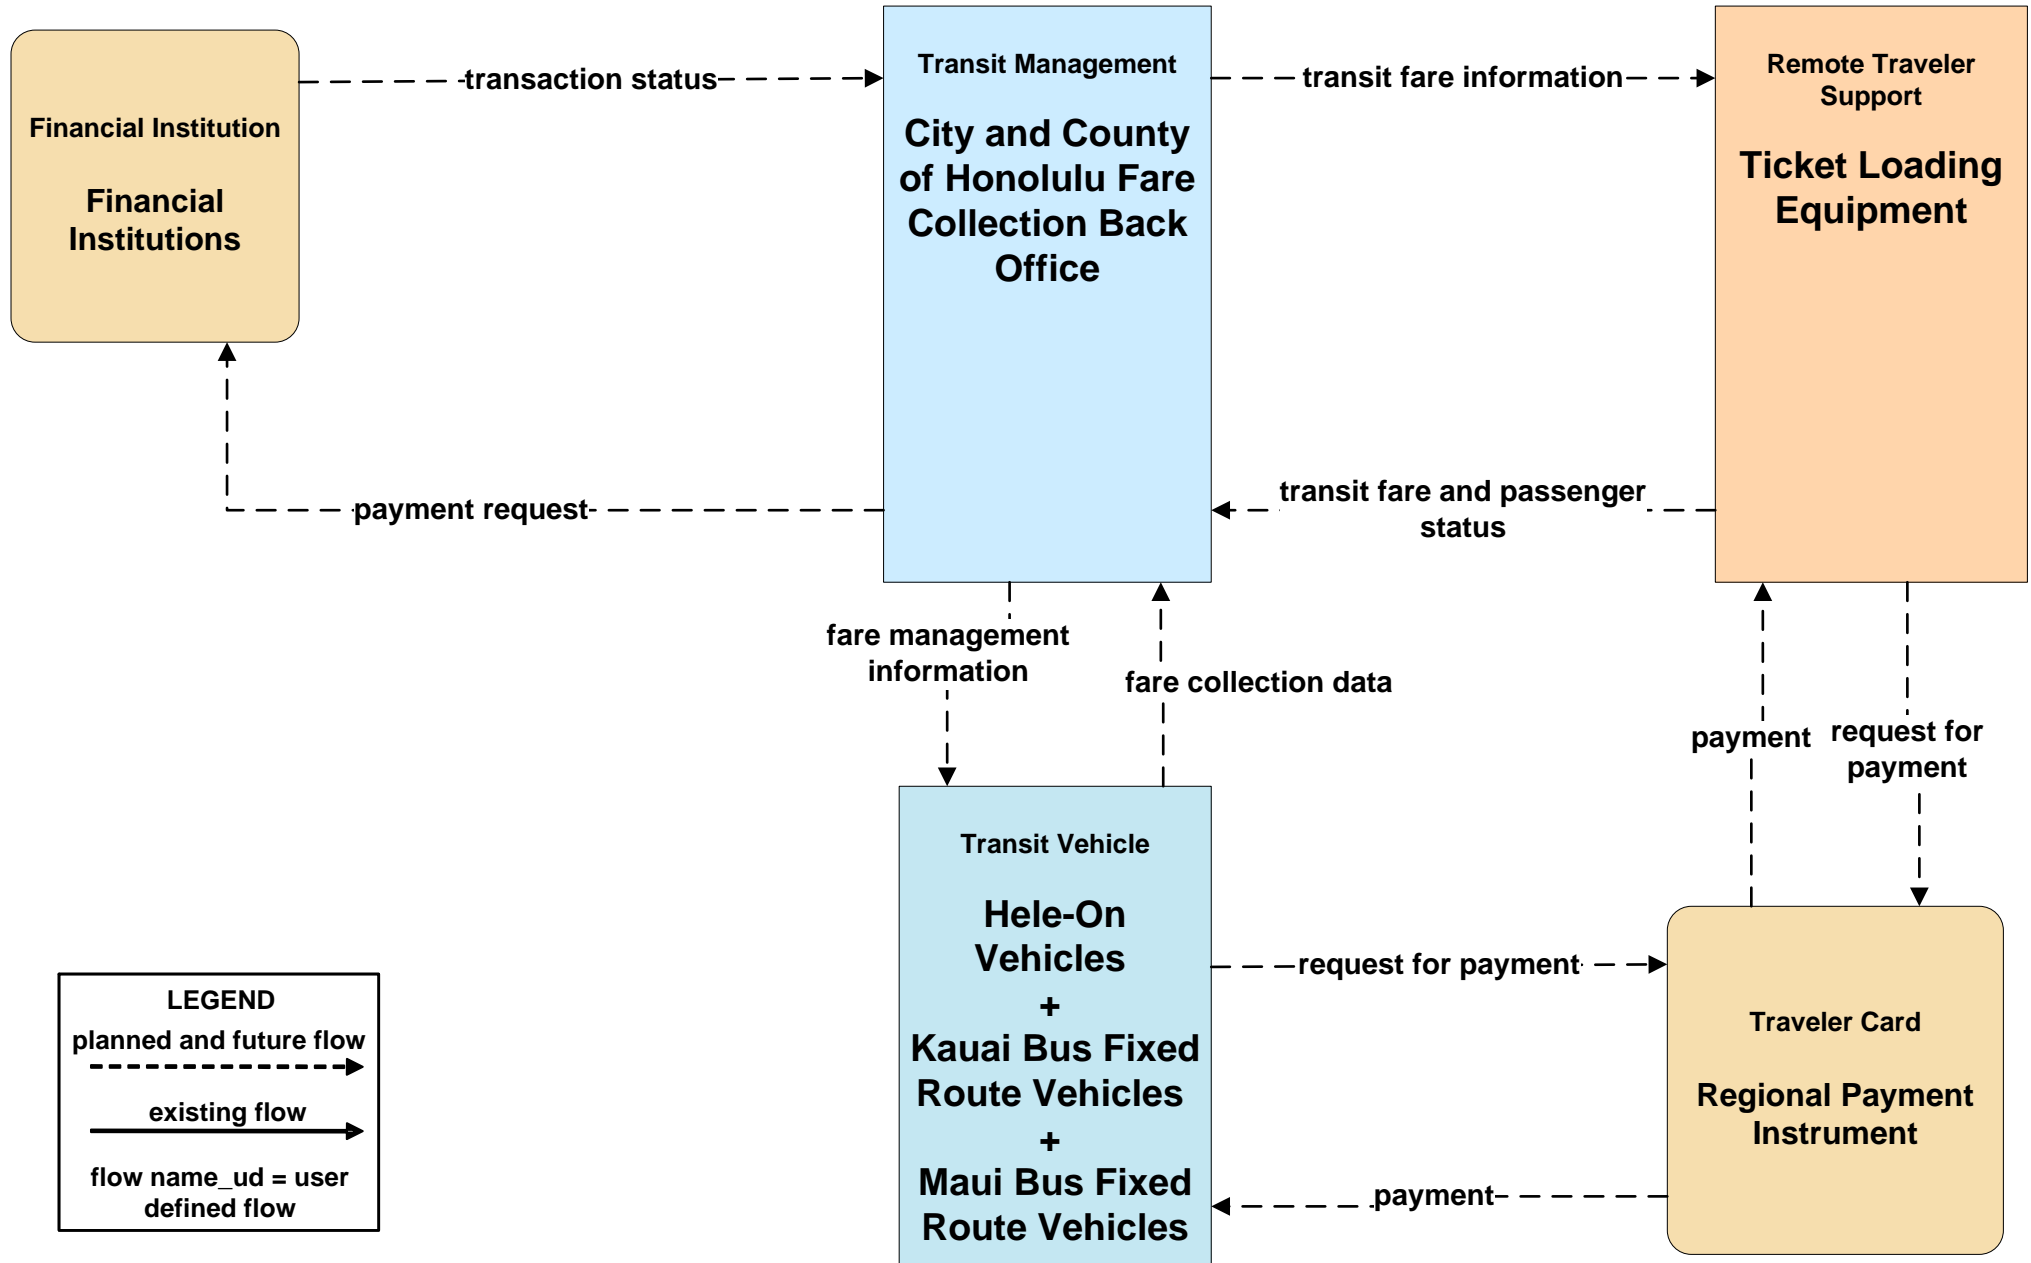 Financial Institution
Financial
Institutions
transaction status
Transit Management
City and County
of Honolulu Fare
Collection Back
Office
transit fare information
Remote Traveler
Support
Ticket Loading
Equipment
payment request
transit fare and passenger
status
fare management
information
fare collection data
payment
request for
payment
Transit Vehicle
Hele-On
Vehicles
+
Kauai Bus Fixed
Route Vehicles
+
Maui Bus Fixed
Route Vehicles
request for payment
payment
Traveler Card
Regional Payment
Instrument
LEGEND
planned and future flow
existing flow
flow name_ud = user
defined flow